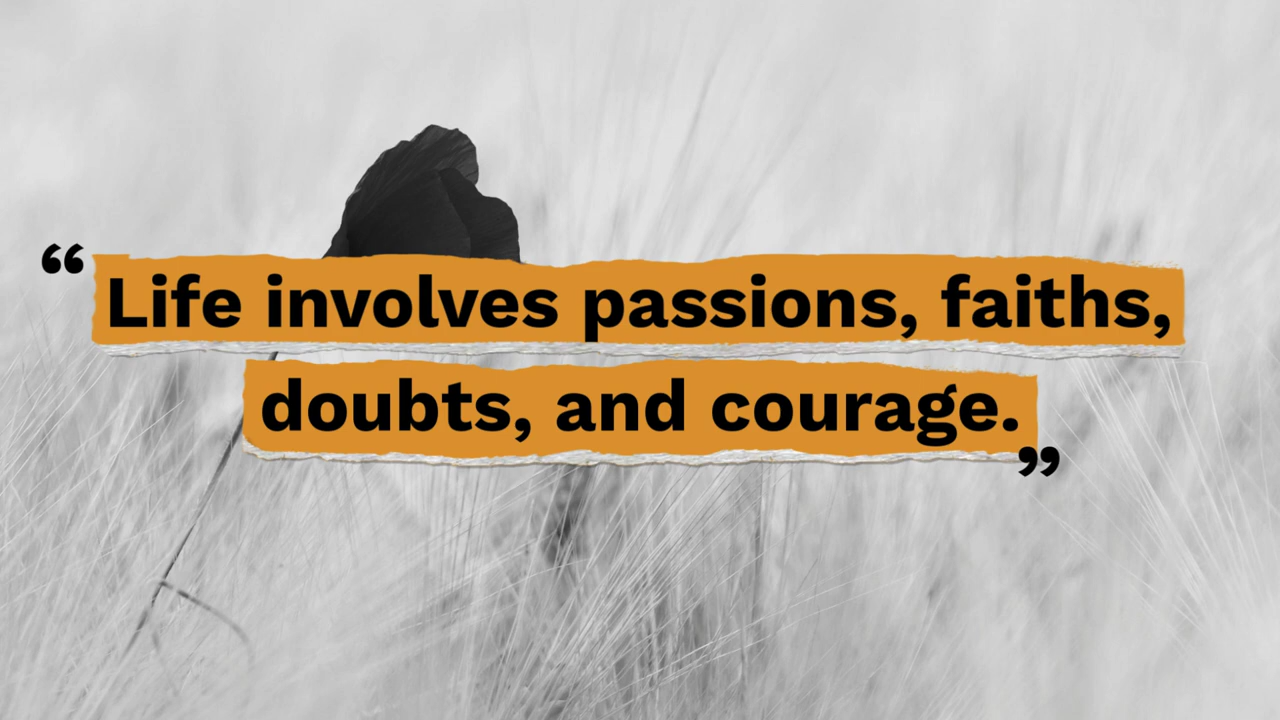 “Life involves passions, faiths,
doubts, and courage.”